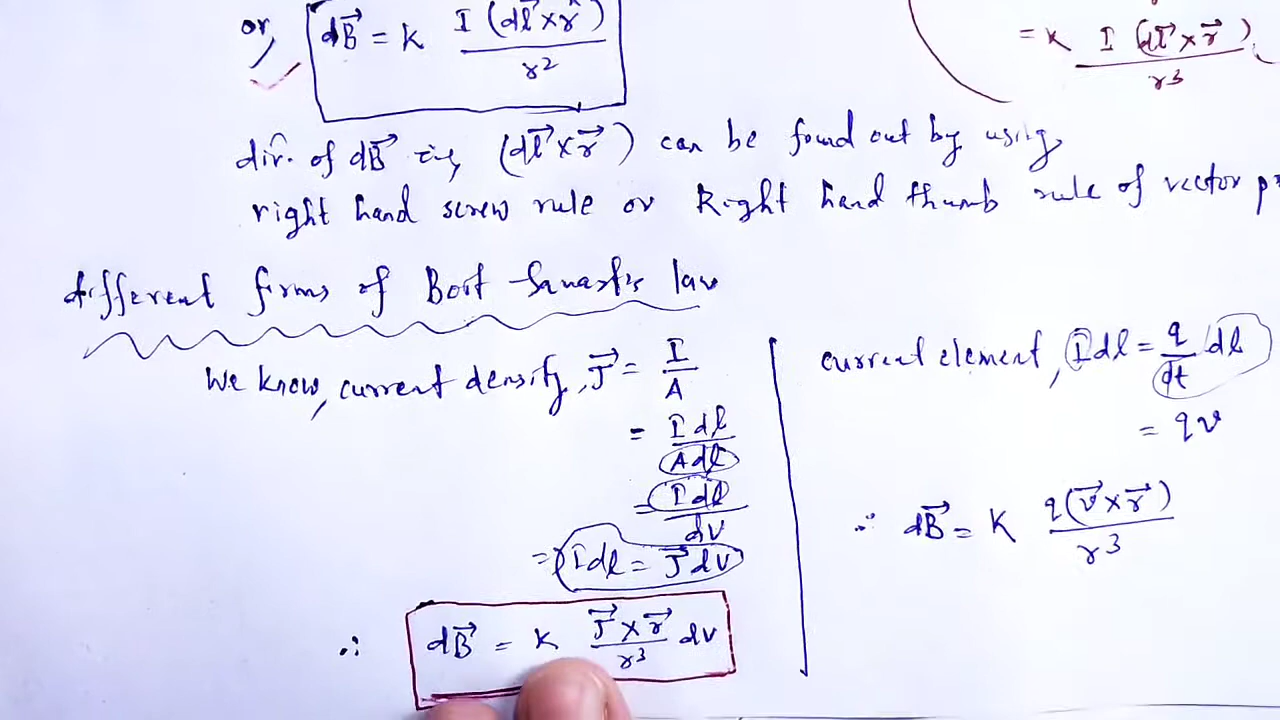 or, dB⃗ = K I (dl⃗ × r̂) / r²
= K I (dl⃗ × r⃗) / r³
dirⁿ. of dB⃗ i.e., (dl⃗ × r⃗) can be found out by using
right hand screw rule or Right hand thumb rule of vector p
different forms of Biot-Savart's law
We know, current density, J⃗ = I / A
= I dl / A dl
= I dl / dv
= I dl = J⃗ dv
∴ dB⃗ = K J⃗ × r⃗ / r³ dv
current element, I dl = q / dt dl
= qv
∴ dB⃗ = K q(v⃗ × r⃗) / r³